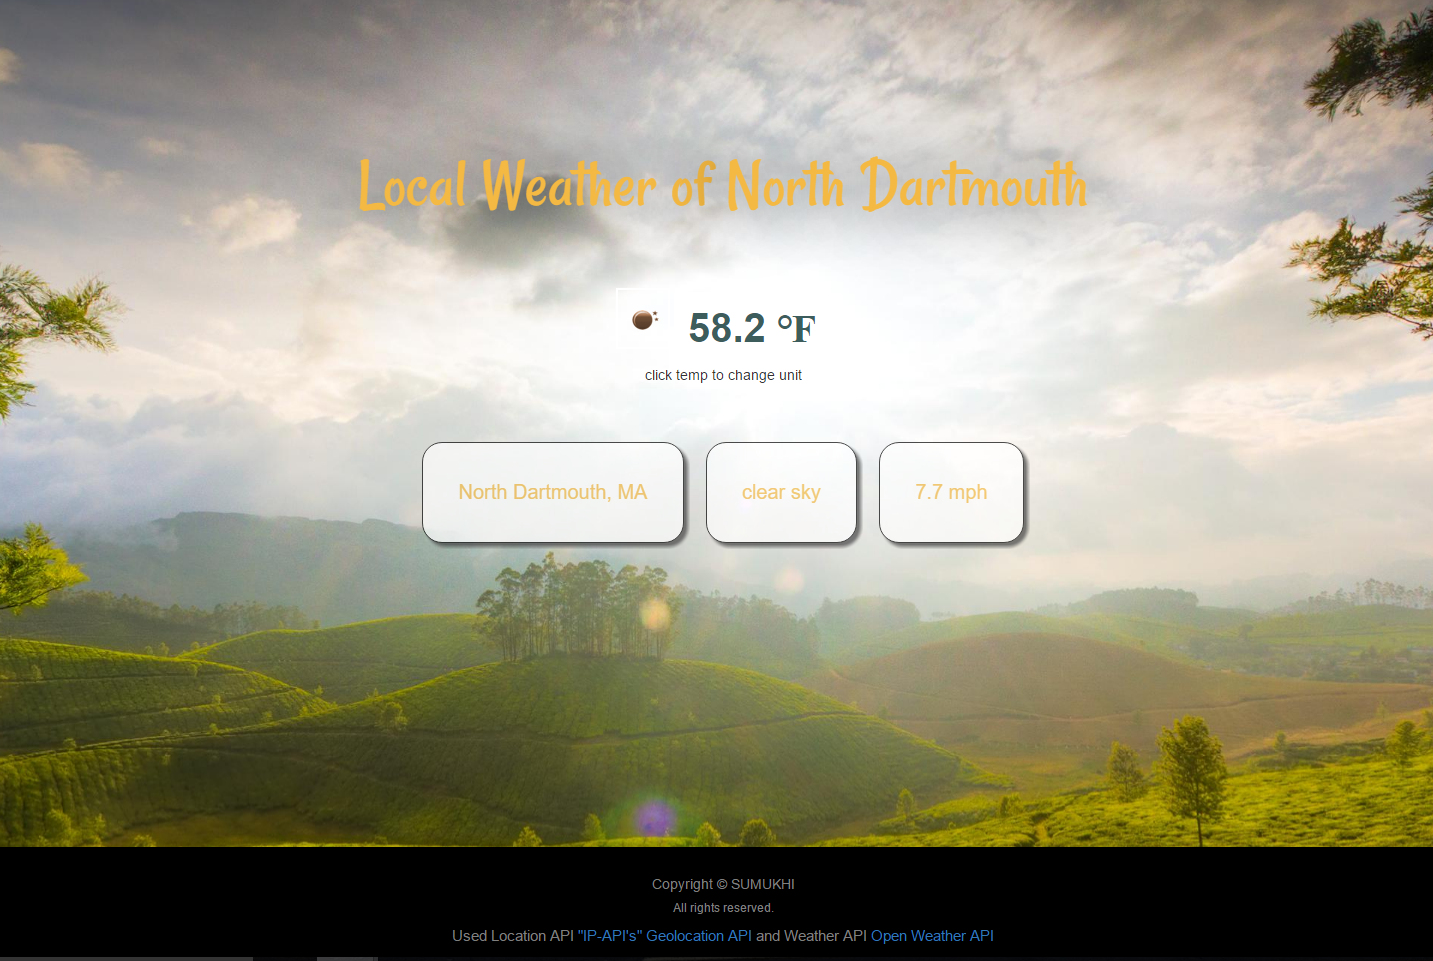 Local Weather of North Dartmouth
58.2 °F
click temp to change unit
North Dartmouth, MA
clear sky
7.7 mph
Copyright © SUMUKHI
All rights reserved.
Used Location API "IP-API's" Geolocation API and Weather API Open Weather API